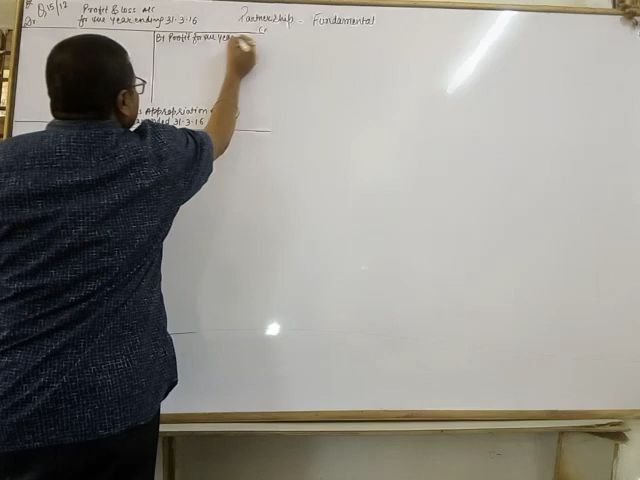 Q 15/12 Profit & loss A/c
Dr for the year ending 31-3-16
Partnership - Fundamental
Cr
By Profit for the year
Appropriation
ended 31-3-16